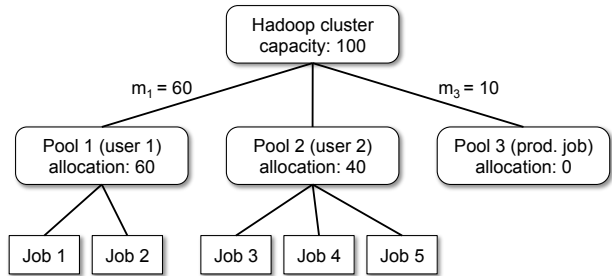 Hadoop cluster
capacity: 100
m₁ = 60
m₃ = 10
Pool 1 (user 1)
allocation: 60
Pool 2 (user 2)
allocation: 40
Pool 3 (prod. job)
allocation: 0
Job 1
Job 2
Job 3
Job 4
Job 5